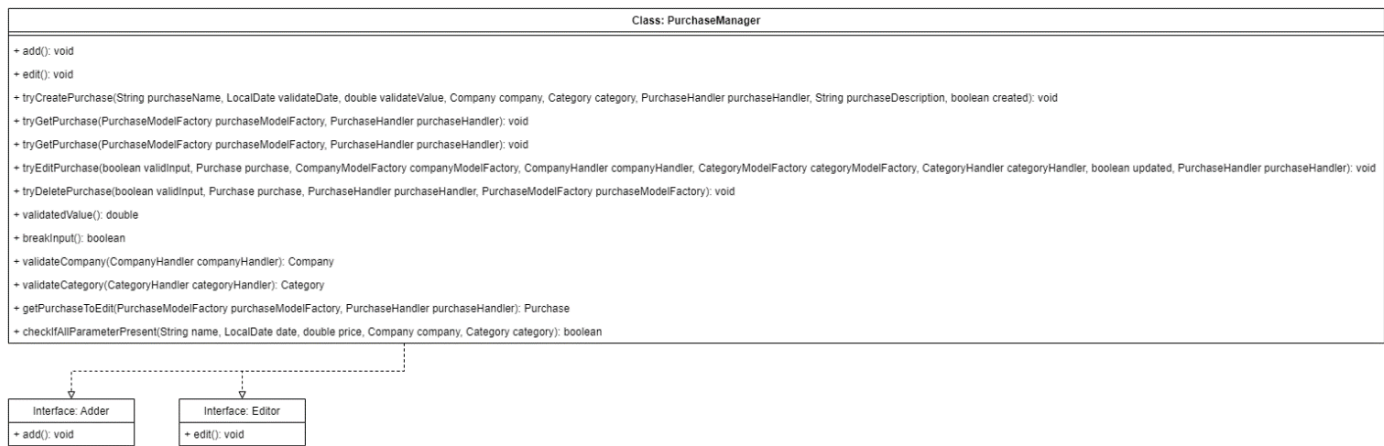 Class: PurchaseManager
+ add(): void
+ edit(): void
+ tryCreatePurchase(String purchaseName, LocalDate validateDate, double validateValue, Company company, Category category, PurchaseHandler purchaseHandler, String purchaseDescription, boolean created): void
+ tryGetPurchase(PurchaseModelFactory purchaseModelFactory, PurchaseHandler purchaseHandler): void
+ tryGetPurchase(PurchaseModelFactory purchaseModelFactory, PurchaseHandler purchaseHandler): void
+ tryEditPurchase(boolean validInput, Purchase purchase, CompanyModelFactory companyModelFactory, CompanyHandler companyHandler, CategoryModelFactory categoryModelFactory, CategoryHandler categoryHandler, boolean updated, PurchaseHandler purchaseHandler): void
+ tryDeletePurchase(boolean validInput, Purchase purchase, PurchaseHandler purchaseHandler, PurchaseModelFactory purchaseModelFactory): void
+ validatedValue(): double
+ breakInput(): boolean
+ validateCompany(CompanyHandler companyHandler): Company
+ validateCategory(CategoryHandler categoryHandler): Category
+ getPurchaseToEdit(PurchaseModelFactory purchaseModelFactory, PurchaseHandler purchaseHandler): Purchase
+ checkIfAllParameterPresent(String name, LocalDate date, double price, Company company, Category category): boolean
Interface: Adder
+ add(): void
Interface: Editor
+ edit(): void